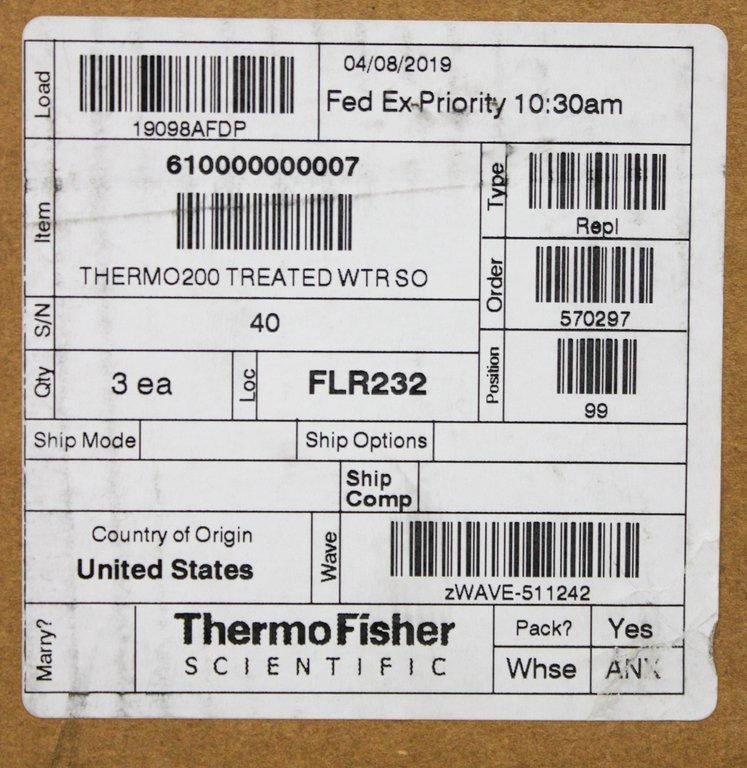 Load
19098AFDP
04/08/2019
Fed Ex-Priority 10:30am
Item
610000000007
THERMO200 TREATED WTR SO
Type
Repl
Order
570297
S/N
40
Position
99
Qty
3 ea
Loc
FLR232
Ship Mode
Ship Options
Ship
Comp
Country of Origin
United States
Wave
zWAVE-511242
Marry?
ThermoFisher
SCIENTIFIC
Pack?
Yes
Whse